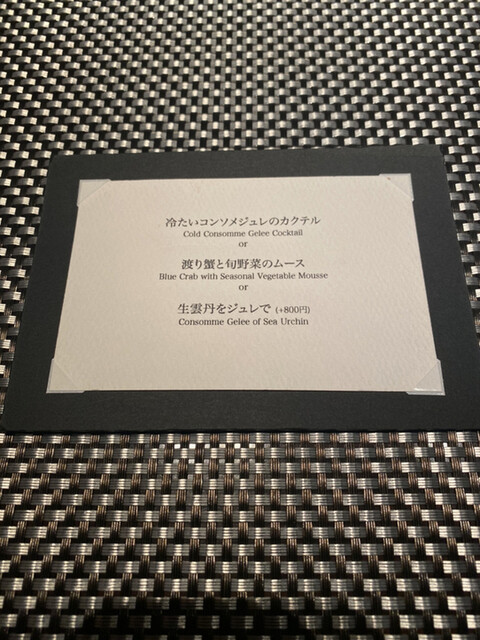 冷たいコンソメジュレのカクテル
Cold Consomme Gelee Cocktail
or
渡り蟹と旬野菜のムース
Blue Crab with Seasonal Vegetable Mousse
or
生雲丹をジュレで (+800円)
Consomme Gelee of Sea Urchin